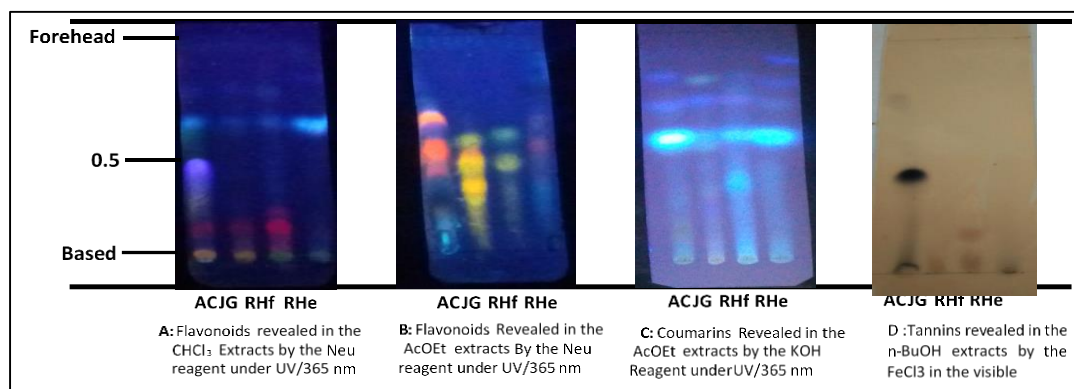 Forehead
0.5
Based
ACJG RHf RHe
ACJG RHf RHe
ACJG RHf RHe
ACJG RHf RHe
A: Flavonoids revealed in the
CHCl₃ Extracts by the Neu
reagent under UV/365 nm
B: Flavonoids Revealed in the
AcOEt extracts By the Neu
reagent under UV/365 nm
C: Coumarins Revealed in the
AcOEt extracts by the KOH
Reagent underUV/365 nm
D :Tannins revealed in the
n-BuOH extracts by the
FeCl3 in the visible